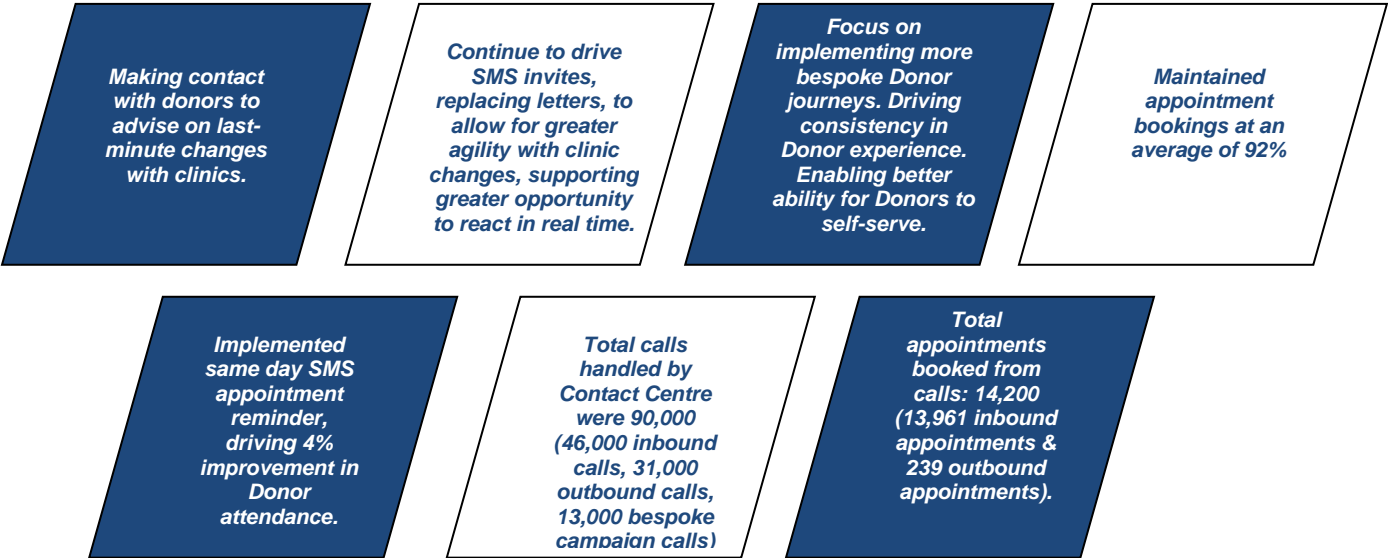 Making contact
with donors to
advise on last-
minute changes
with clinics.
Continue to drive
SMS invites,
replacing letters, to
allow for greater
agility with clinic
changes, supporting
greater opportunity
to react in real time.
Focus on
implementing more
bespoke Donor
journeys. Driving
consistency in
Donor experience.
Enabling better
ability for Donors to
self-serve.
Maintained
appointment
bookings at an
average of 92%
Implemented
same day SMS
appointment
reminder,
driving 4%
improvement in
Donor
attendance.
Total calls
handled by
Contact Centre
were 90,000
(46,000 inbound
calls, 31,000
outbound calls,
13,000 bespoke
campaign calls)
Total
appointments
booked from
calls: 14,200
(13,961 inbound
appointments &
239 outbound
appointments).